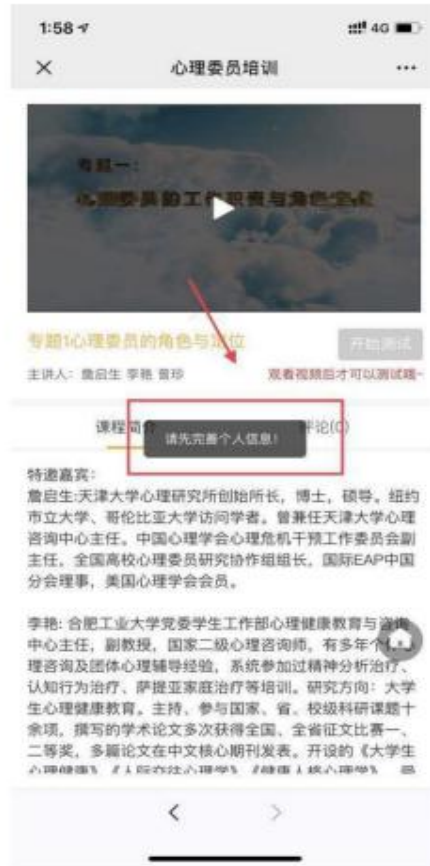 1:58
4G
心理委员培训
专题一:
心理委员的工作职责与角色定位
专题1心理委员的角色与定位
开始测试
主讲人: 詹启生 李艳 曾珍
观看视频后才可以测试哦~
课程简介
评论(0)
请先完善个人信息!
特邀嘉宾:
詹启生:天津大学心理研究所创始所长,博士,硕导。纽约
市立大学、哥伦比亚大学访问学者。曾兼任天津大学心理
咨询中心主任。中国心理学会心理危机干预工作委员会副
主任,全国高校心理委员研究协作组组长,国际EAP中国
分会理事,美国心理学会会员。
李艳: 合肥工业大学党委学生工作部心理健康教育与咨询
中心主任,副教授,国家二级心理咨询师,有多年个体心
理咨询及团体心理辅导经验,系统参加过精神分析治疗、
认知行为治疗、萨提亚家庭治疗等培训。研究方向:大学
生心理健康教育。主持、参与国家、省、校级科研课题十
余项,撰写的学术论文多次获得全国、全省征文比赛一、
二等奖,多篇论文在中文核心期刊发表。开设的《大学生
心理健康》《人际交往心理学》《健康人格心理学》